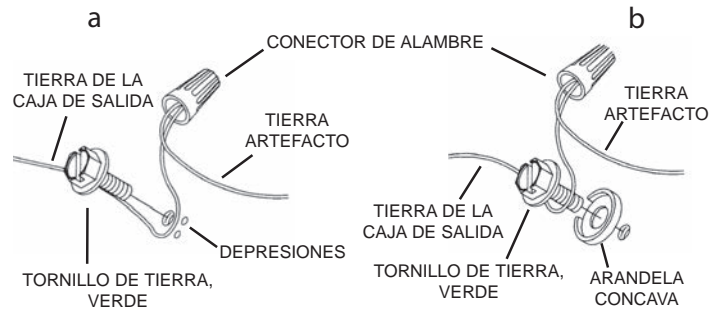 a
b
CONECTOR DE ALAMBRE
TIERRA DE LA
CAJA DE SALIDA
TIERRA
ARTEFACTO
DEPRESIONES
TORNILLO DE TIERRA,
VERDE
TIERRA
ARTEFACTO
TIERRA DE LA
CAJA DE SALIDA
TORNILLO DE TIERRA,
VERDE
ARANDELA
CONCAVA